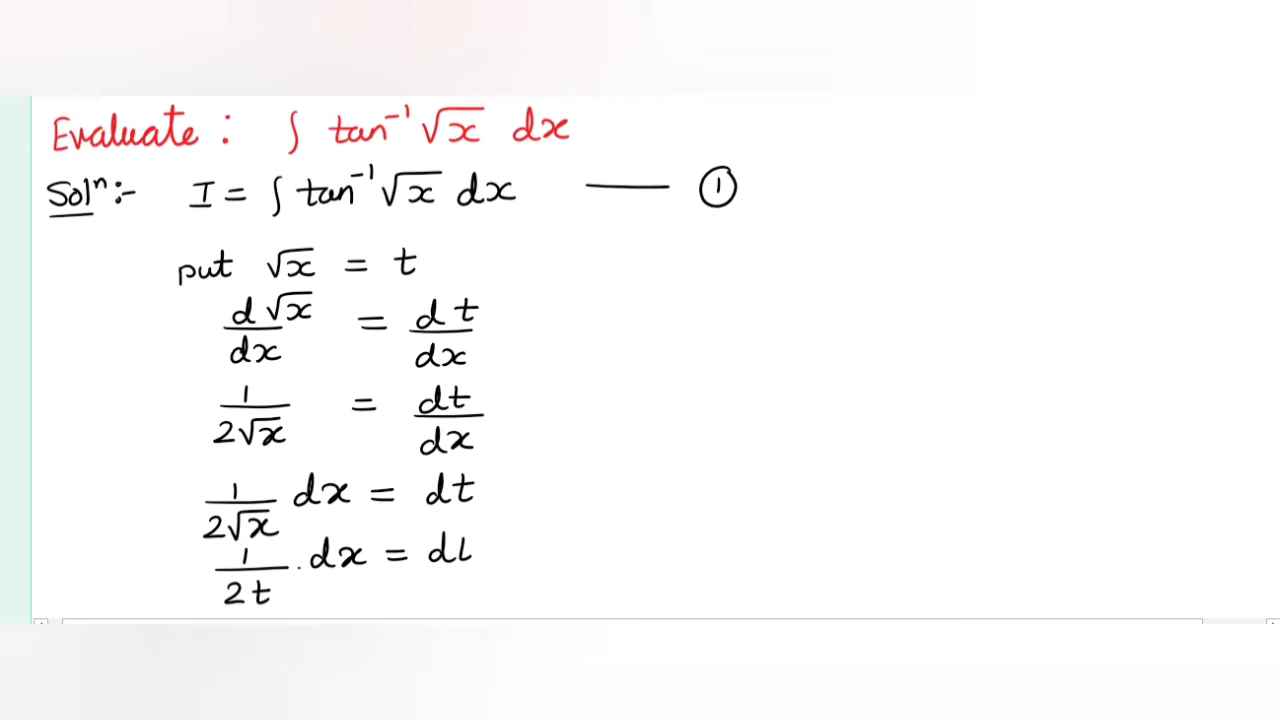 Evaluate : ∫ tan⁻¹ √x dx
Solⁿ:- I = ∫ tan⁻¹ √x dx —— ①
put √x = t
d√x/dx = dt/dx
1/2√x = dt/dx
1/2√x dx = dt
1/2t . dx = dt